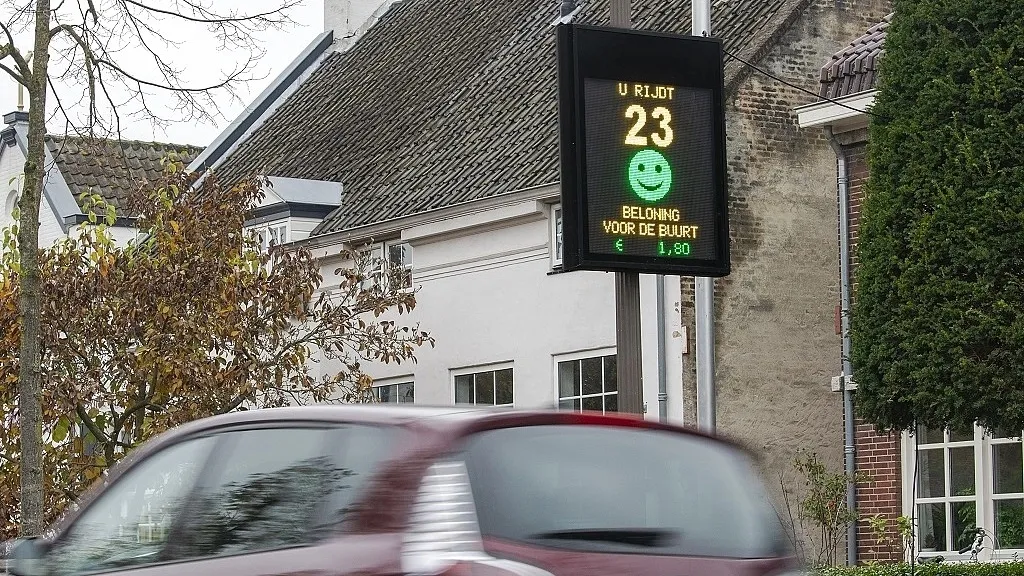 U RIJDT
23
BELONING
VOOR DE BUURT
€ 1,80